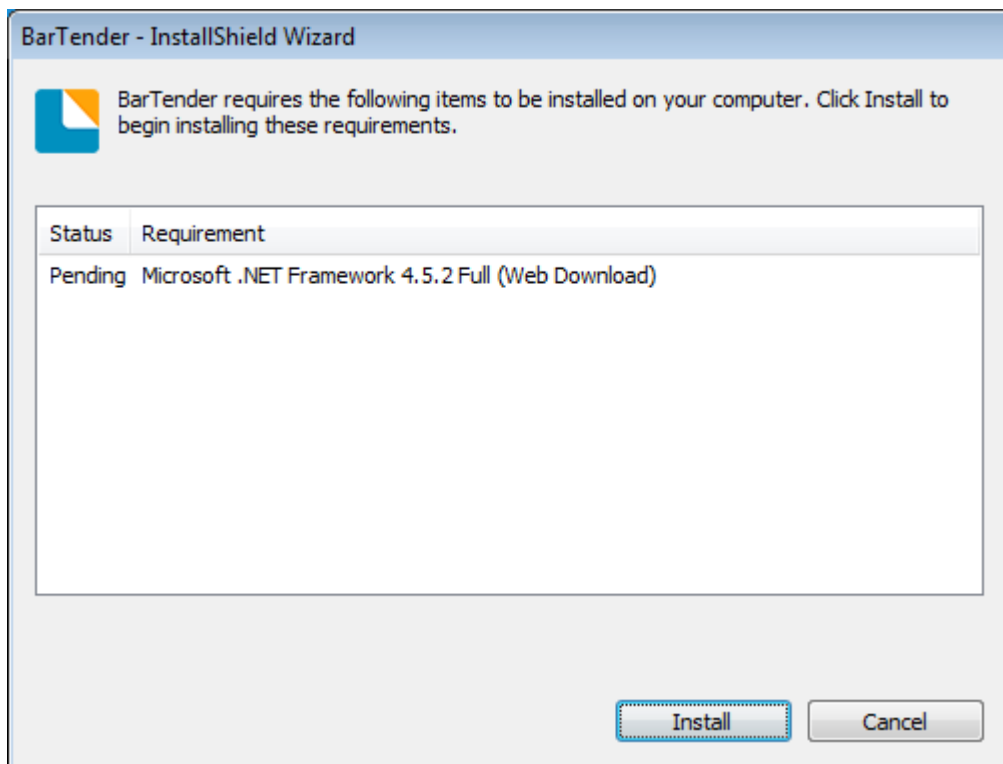 BarTender - InstallShield Wizard
BarTender requires the following items to be installed on your computer. Click Install to
begin installing these requirements.
Status Requirement
Pending Microsoft .NET Framework 4.5.2 Full (Web Download)
Install Cancel